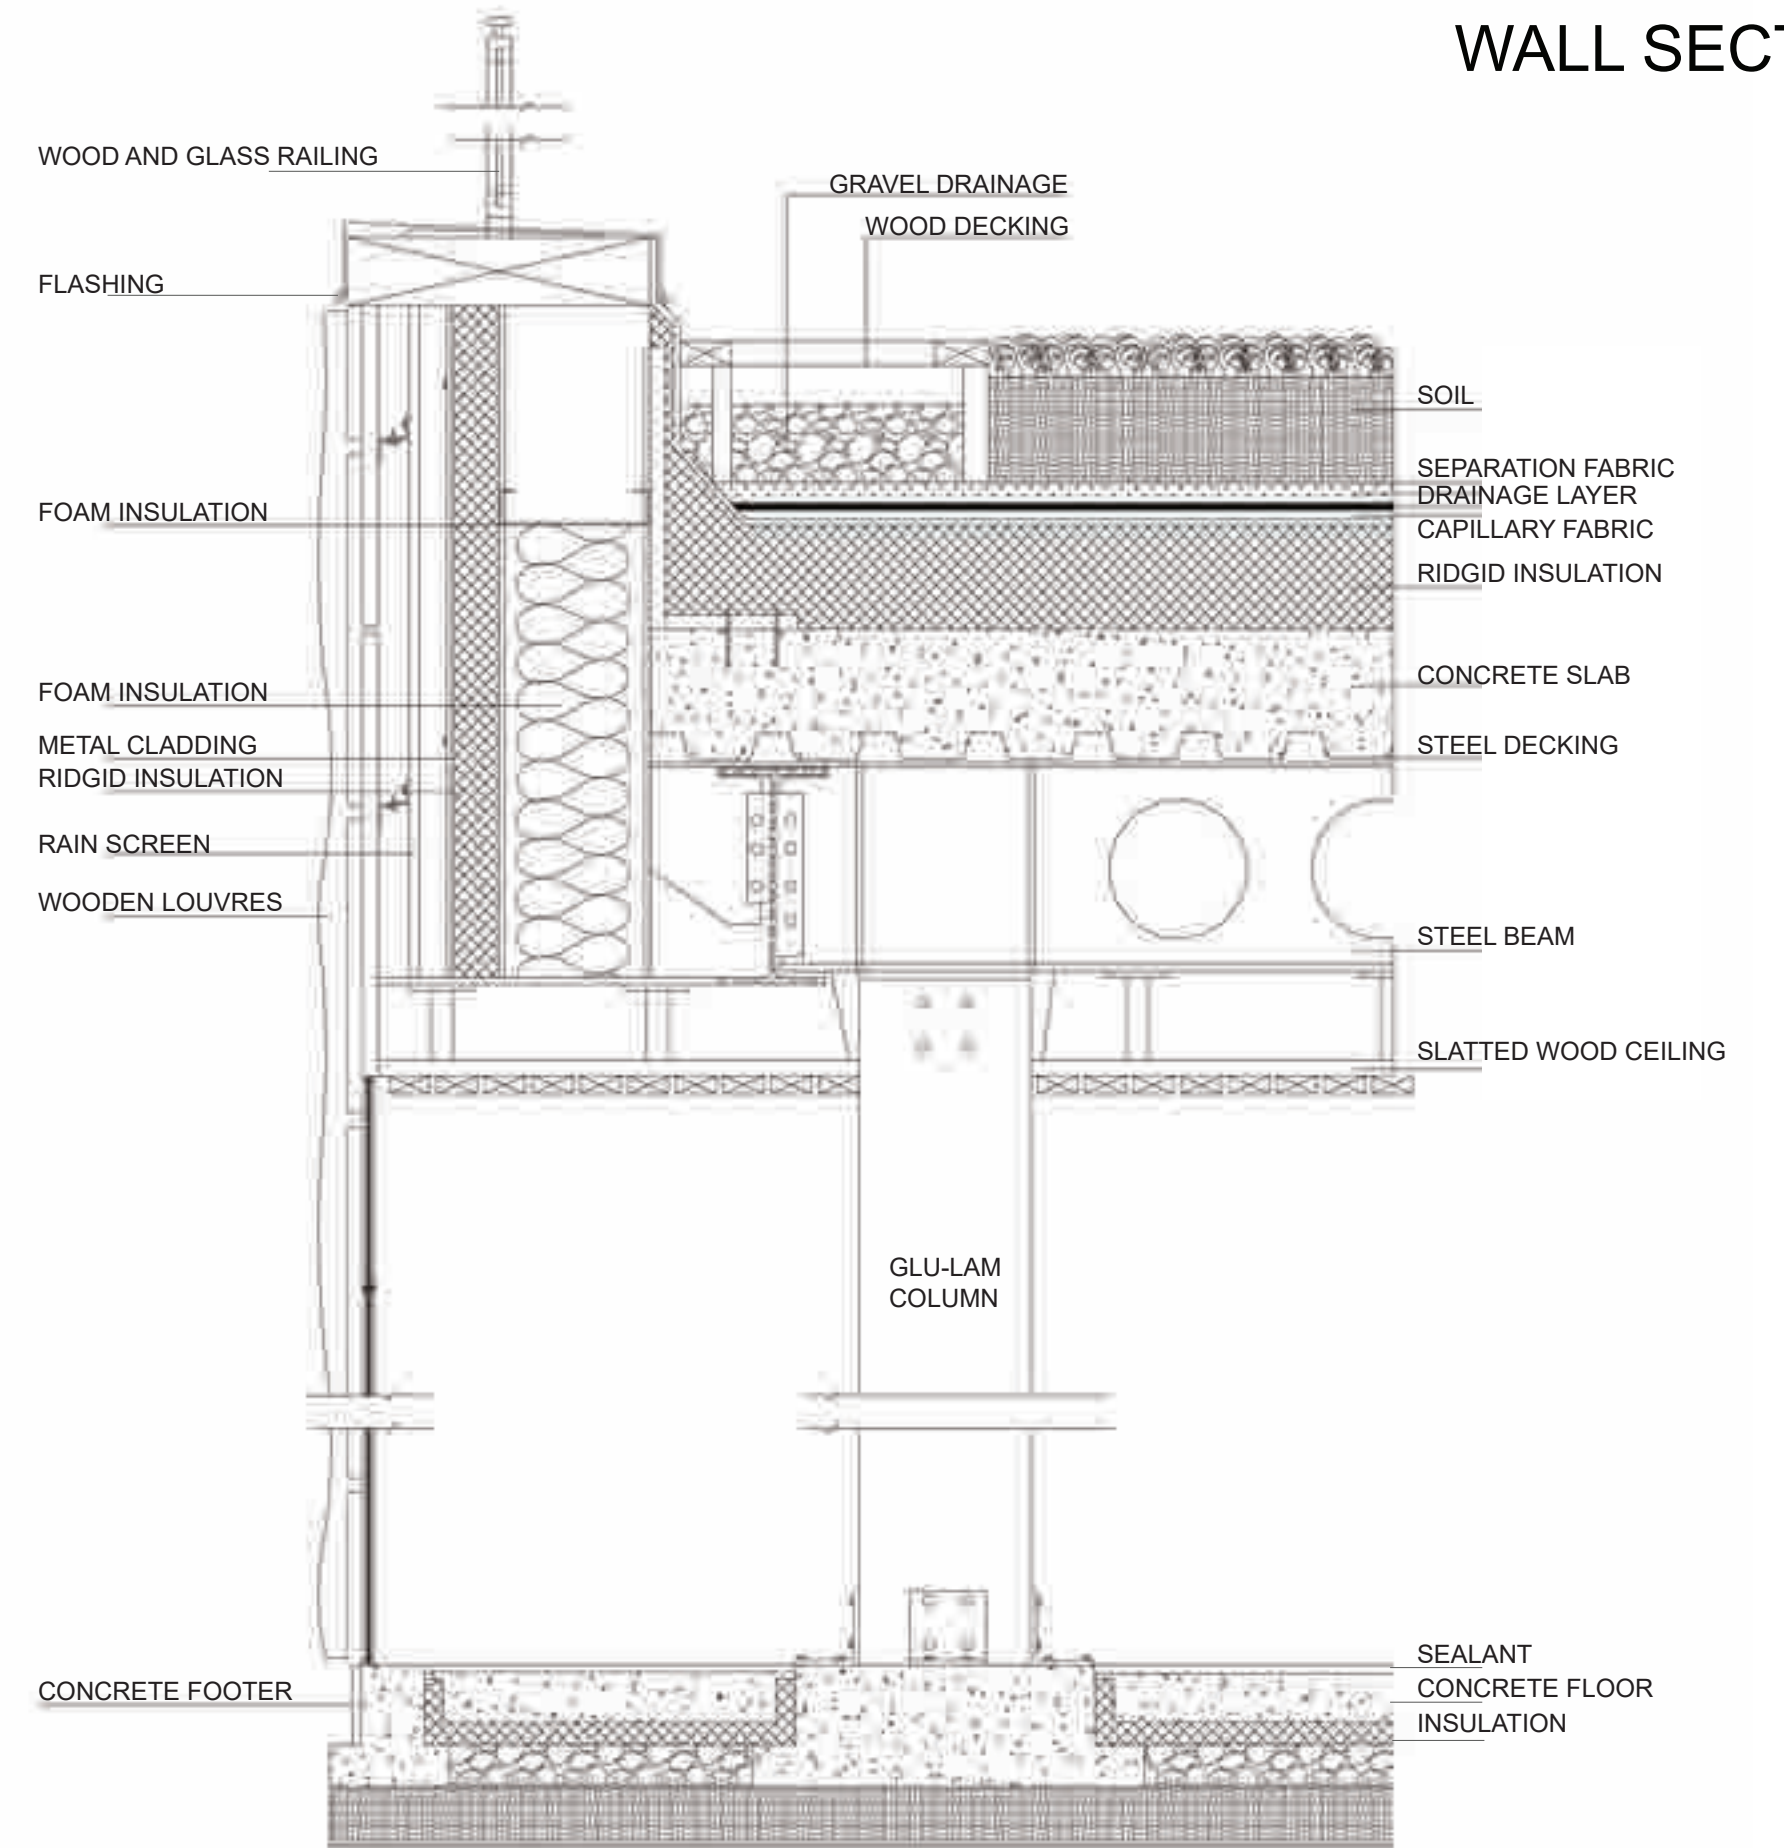 WALL SECT
WOOD AND GLASS RAILING
GRAVEL DRAINAGE
WOOD DECKING
FLASHING
SOIL
SEPARATION FABRIC
DRAINAGE LAYER
FOAM INSULATION
CAPILLARY FABRIC
RIDGID INSULATION
CONCRETE SLAB
FOAM INSULATION
METAL CLADDING
STEEL DECKING
RIDGID INSULATION
RAIN SCREEN
WOODEN LOUVRES
STEEL BEAM
SLATTED WOOD CEILING
GLU-LAM
COLUMN
SEALANT
CONCRETE FOOTER
CONCRETE FLOOR
INSULATION